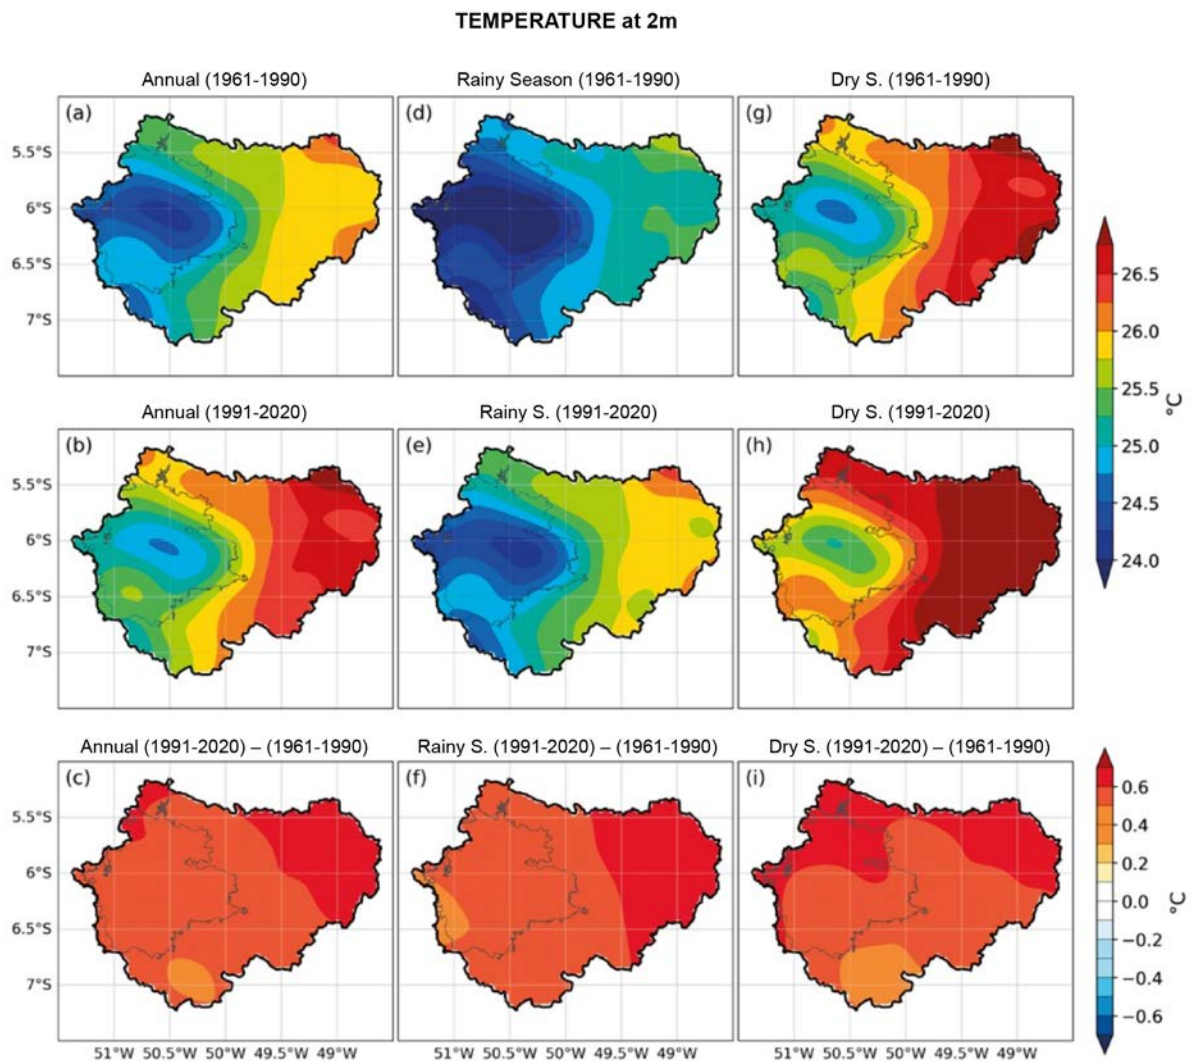 TEMPERATURE at 2m
Annual (1961-1990)
Rainy Season (1961-1990)
Dry S. (1961-1990)
(a)
(d)
(g)
5.5°S
6°S
6.5°S
7°S
26.5
26.0
25.5
25.0
24.5
24.0
°C
Annual (1991-2020)
Rainy S. (1991-2020)
Dry S. (1991-2020)
(b)
(e)
(h)
5.5°S
6°S
6.5°S
7°S
Annual (1991-2020) – (1961-1990)
Rainy S. (1991-2020) – (1961-1990)
Dry S. (1991-2020) – (1961-1990)
(c)
(f)
(i)
5.5°S
6°S
6.5°S
7°S
0.6
0.4
0.2
0.0
−0.2
−0.4
−0.6
°C
51°W 50.5°W 50°W 49.5°W 49°W
51°W 50.5°W 50°W 49.5°W 49°W
51°W 50.5°W 50°W 49.5°W 49°W